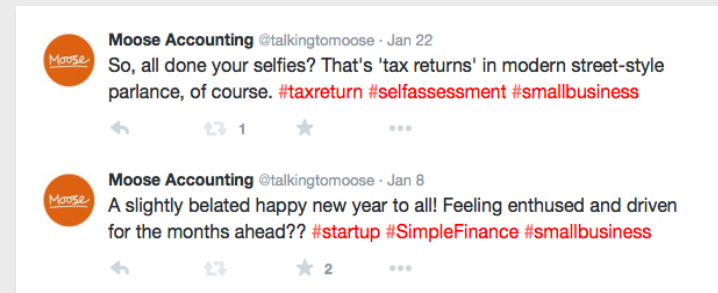 Moose
Moose Accounting @talkingtomoose · Jan 22
So, all done your selfies? That's 'tax returns' in modern street-style
parlance, of course. #taxreturn #selfassessment #smallbusiness
1
Moose
Moose Accounting @talkingtomoose · Jan 8
A slightly belated happy new year to all! Feeling enthused and driven
for the months ahead?? #startup #SimpleFinance #smallbusiness
2